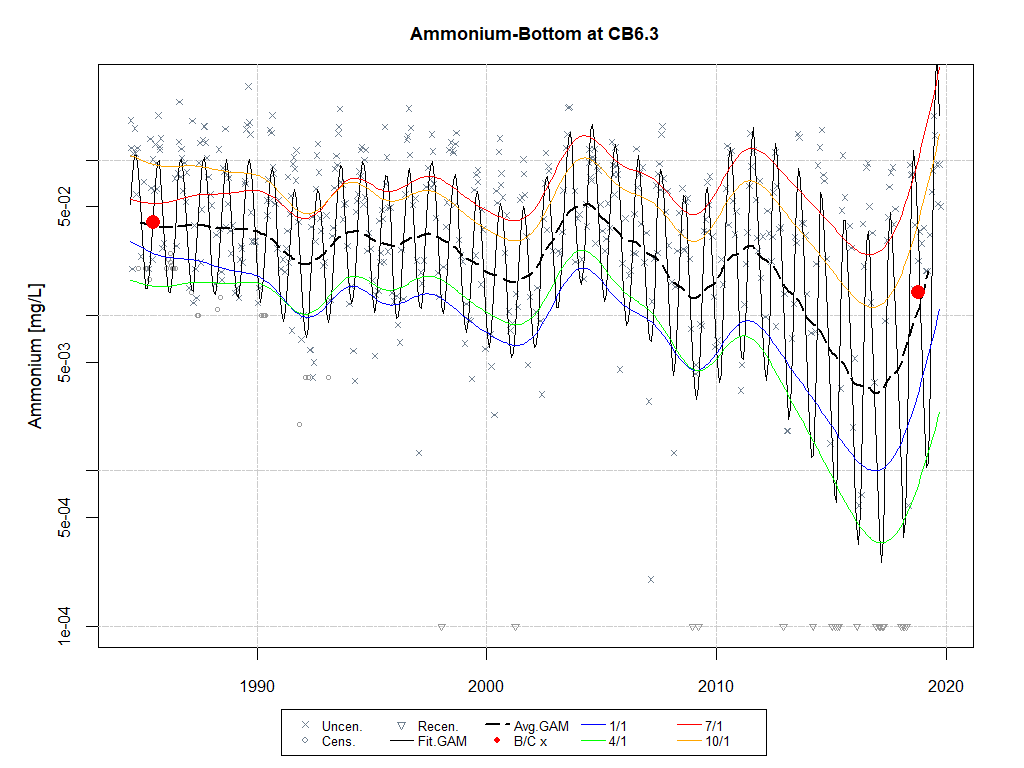 Ammonium-Bottom at CB6.3
Ammonium [mg/L]
5e-02
5e-03
5e-04
1e-04
1990 2000 2010 2020
Uncen. Recen. Avg.GAM 1/1 7/1
Cens. Fit.GAM B/C x 4/1 10/1